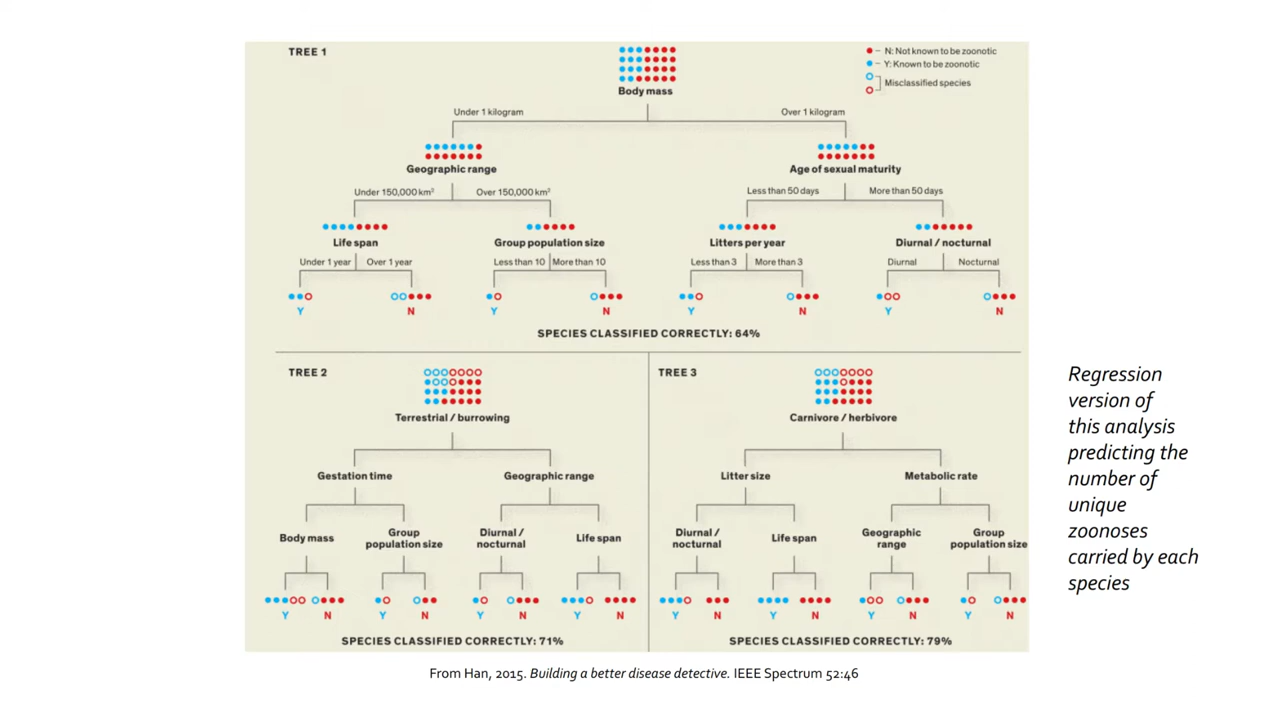 TREE 1
N: Not known to be zoonotic
Y: Known to be zoonotic
Misclassified species
Body mass
Under 1 kilogram Over 1 kilogram
Geographic range Age of sexual maturity
Under 150,000 km² Over 150,000 km² Less than 50 days More than 50 days
Life span Group population size Litters per year Diurnal / nocturnal
Under 1 year Over 1 year Less than 10 More than 10 Less than 3 More than 3 Diurnal Nocturnal
Y N Y N Y N Y N
SPECIES CLASSIFIED CORRECTLY: 64%
TREE 2
Terrestrial / burrowing
Gestation time Geographic range
Body mass Group population size Diurnal / nocturnal Life span
Y N Y N Y N Y N
SPECIES CLASSIFIED CORRECTLY: 71%
TREE 3
Carnivore / herbivore
Litter size Metabolic rate
Diurnal / nocturnal Life span Geographic range Group population size
Y N Y N Y N Y N
SPECIES CLASSIFIED CORRECTLY: 79%
Regression
version of
this analysis
predicting the
number of
unique
zoonoses
carried by each
species
From Han, 2015. Building a better disease detective. IEEE Spectrum 52:46